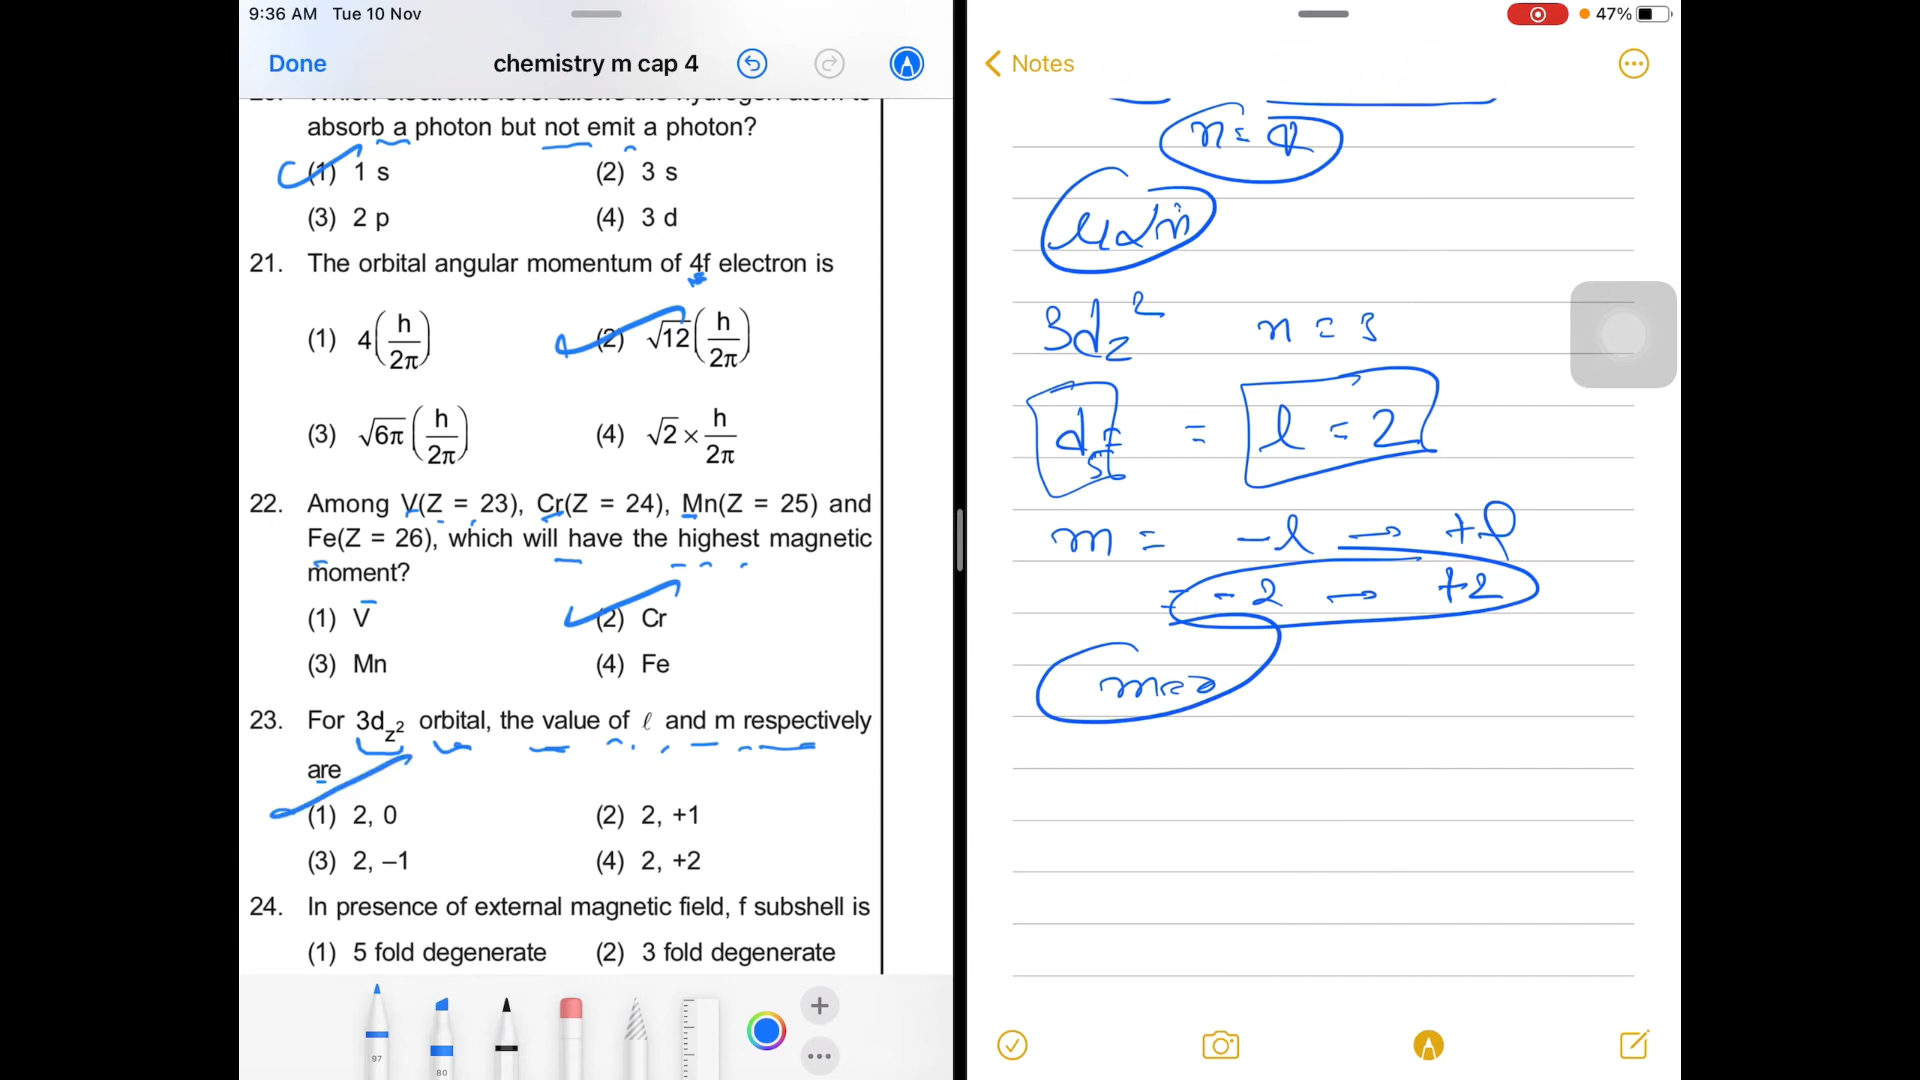 9:36 AM Tue 10 Nov
47%
Done
chemistry m cap 4
absorb a photon but not emit a photon?
(1) 1 s
(2) 3 s
(3) 2 p
(4) 3 d
21. The orbital angular momentum of 4f electron is
(1) 4(h/2π)
(2) √12(h/2π)
(3) √6π(h/2π)
(4) √2 × h/2π
22. Among V(Z = 23), Cr(Z = 24), Mn(Z = 25) and
Fe(Z = 26), which will have the highest magnetic
moment?
(1) V
(2) Cr
(3) Mn
(4) Fe
23. For 3d_z² orbital, the value of ℓ and m respectively
are
(1) 2, 0
(2) 2, +1
(3) 2, –1
(4) 2, +2
24. In presence of external magnetic field, f subshell is
(1) 5 fold degenerate
(2) 3 fold degenerate
97
80
Notes
3d_z² n = 3
= l = 2
m = -l → +l
= -2 → +2